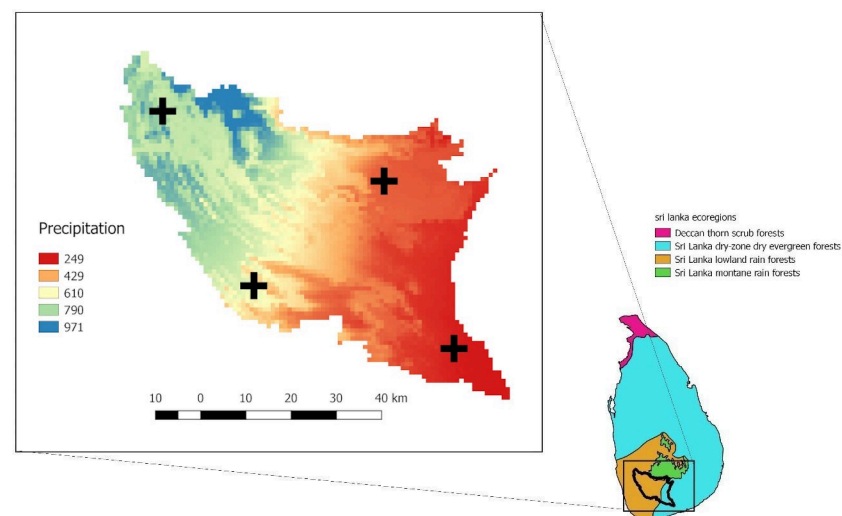 Precipitation
249
429
610
790
971
10 0 10 20 30 40 km
sri lanka ecoregions
Deccan thorn scrub forests
Sri Lanka dry-zone dry evergreen forests
Sri Lanka lowland rain forests
Sri Lanka montane rain forests